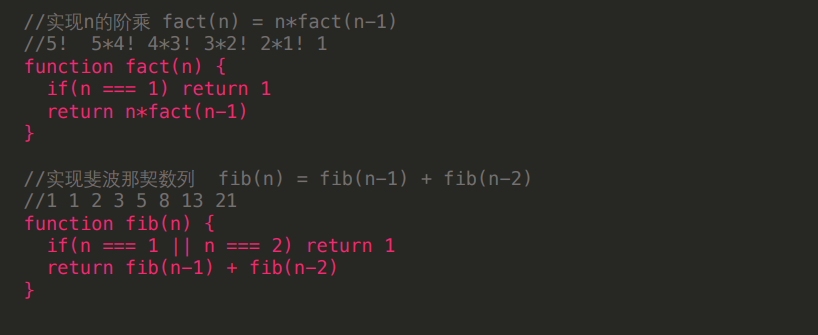 //实现n的阶乘 fact(n) = n*fact(n-1)
//5!  5*4! 4*3! 3*2! 2*1! 1
function fact(n) {
  if(n === 1) return 1
  return n*fact(n-1)
}

//实现斐波那契数列  fib(n) = fib(n-1) + fib(n-2)
//1 1 2 3 5 8 13 21
function fib(n) {
  if(n === 1 || n === 2) return 1
  return fib(n-1) + fib(n-2)
}